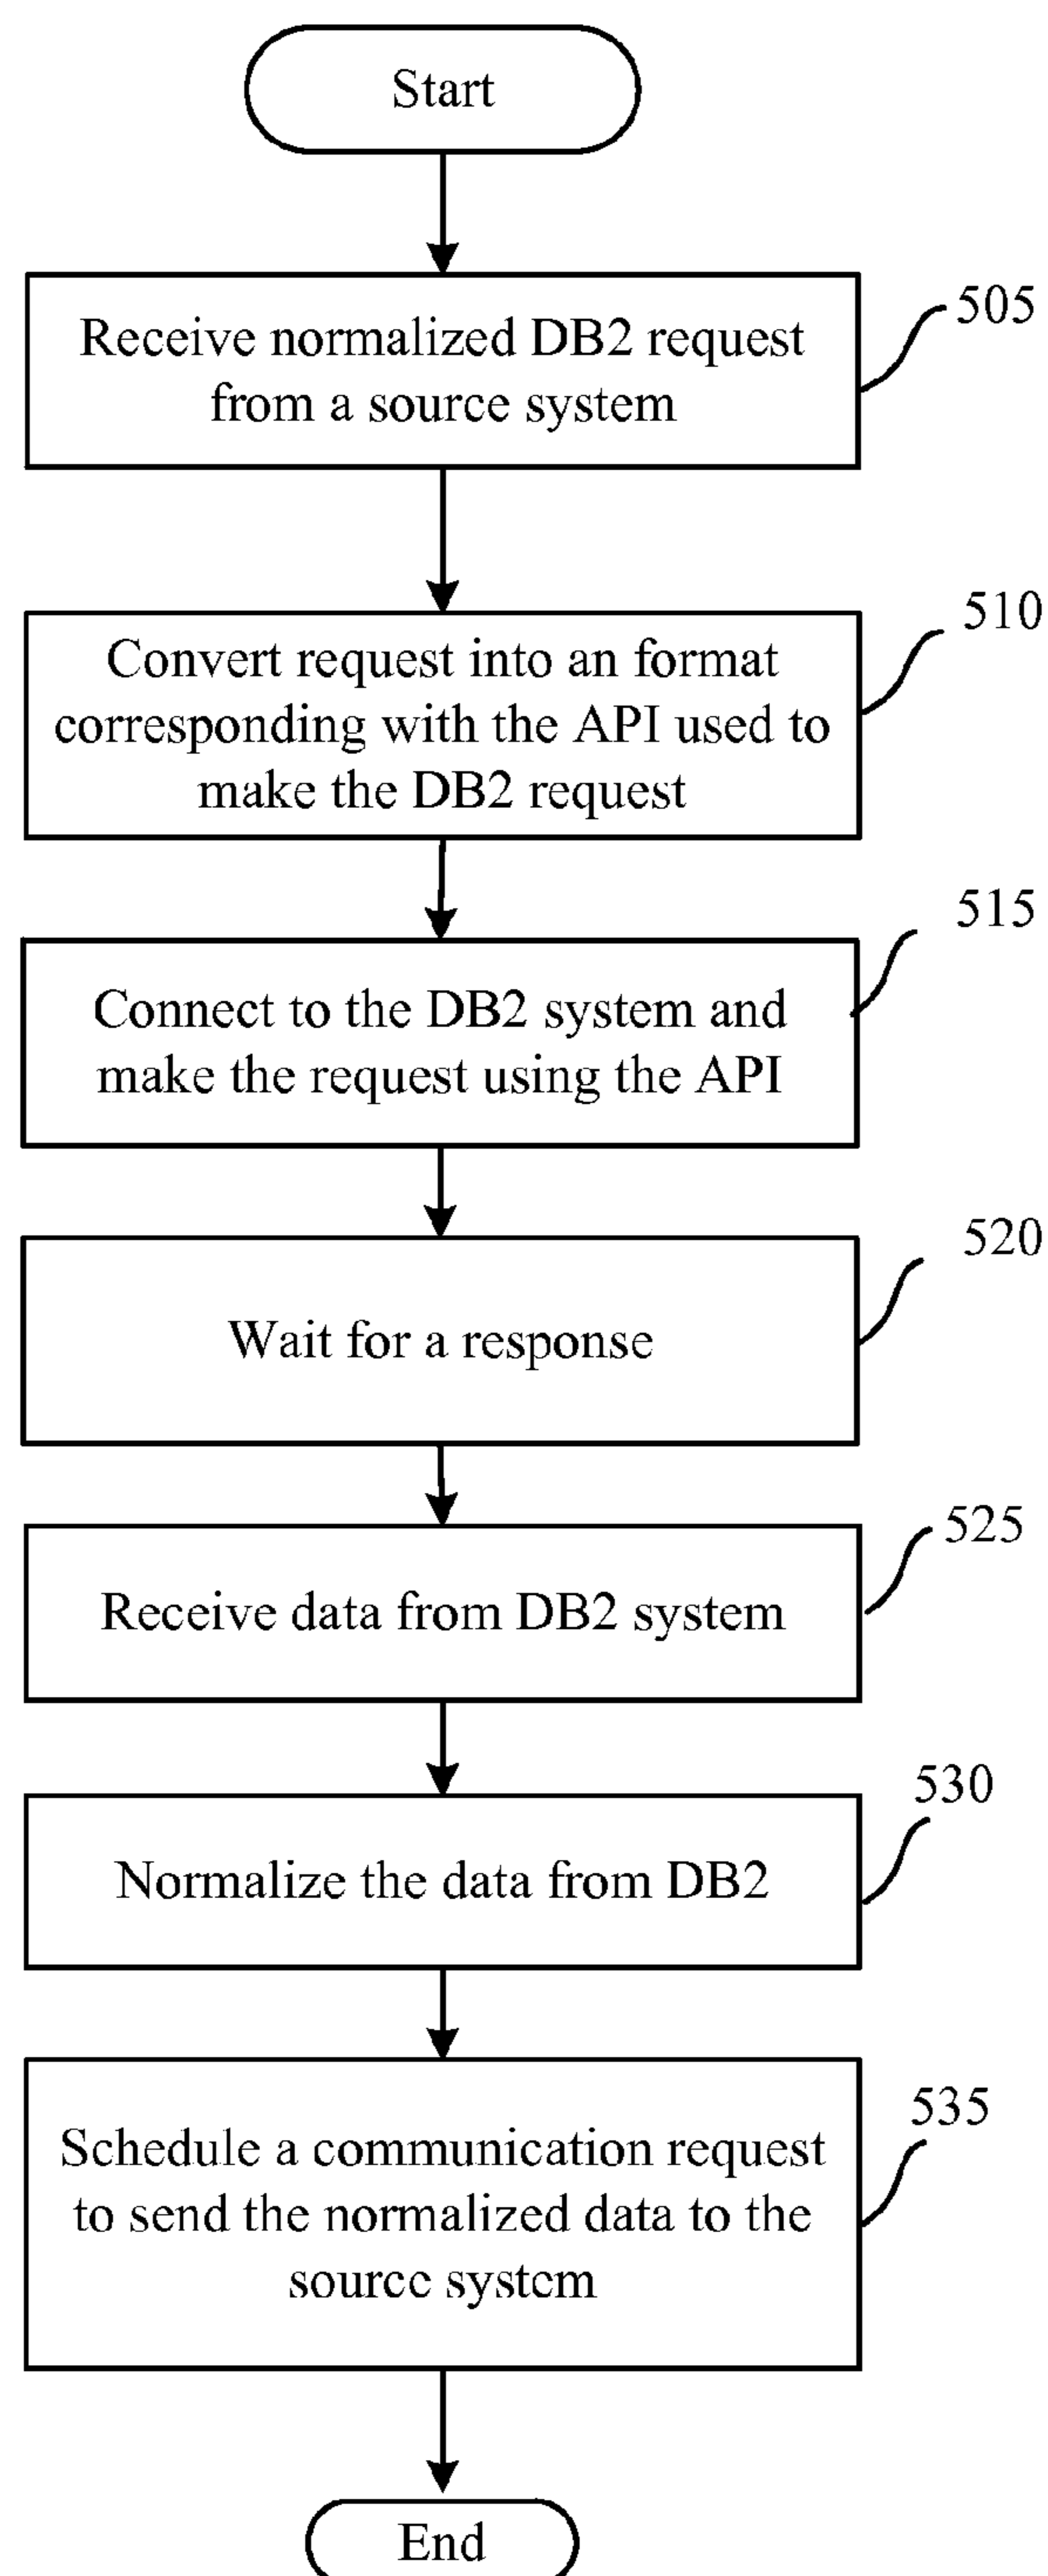 Start
Receive normalized DB2 request
from a source system
505
Convert request into an format
corresponding with the API used to
make the DB2 request
510
Connect to the DB2 system and
make the request using the API
515
Wait for a response
520
Receive data from DB2 system
525
Normalize the data from DB2
530
Schedule a communication request
to send the normalized data to the
source system
535
End